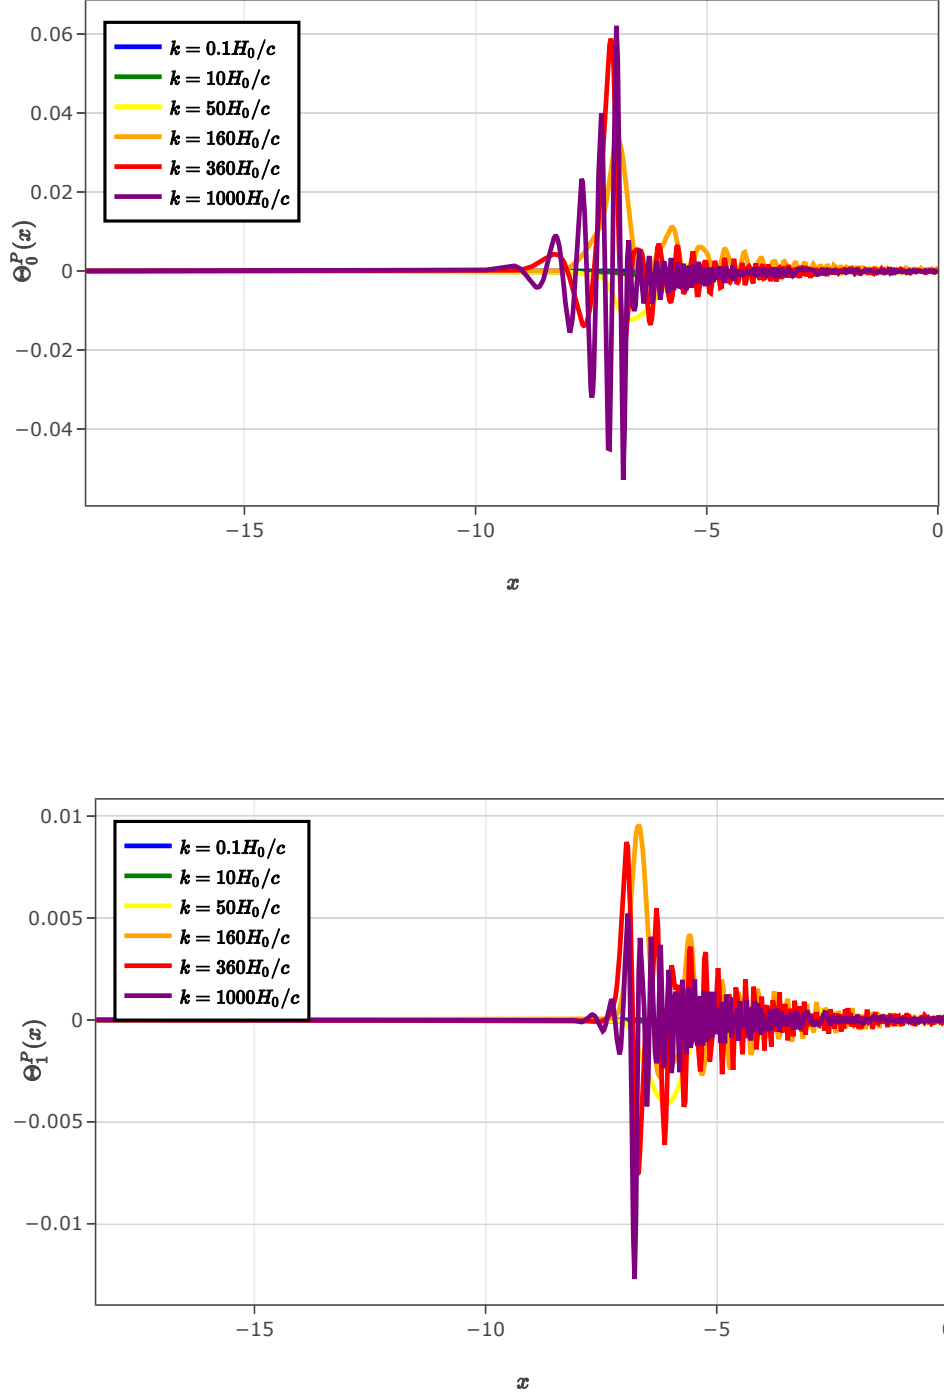 0.06
0.04
0.02
0
−0.02
−0.04
Θ₀ᴾ(x)
k = 0.1H₀/c
k = 10H₀/c
k = 50H₀/c
k = 160H₀/c
k = 360H₀/c
k = 1000H₀/c
−15 −10 −5 0
x
0.01
0.005
0
−0.005
−0.01
Θ₁ᴾ(x)
k = 0.1H₀/c
k = 10H₀/c
k = 50H₀/c
k = 160H₀/c
k = 360H₀/c
k = 1000H₀/c
−15 −10 −5
x